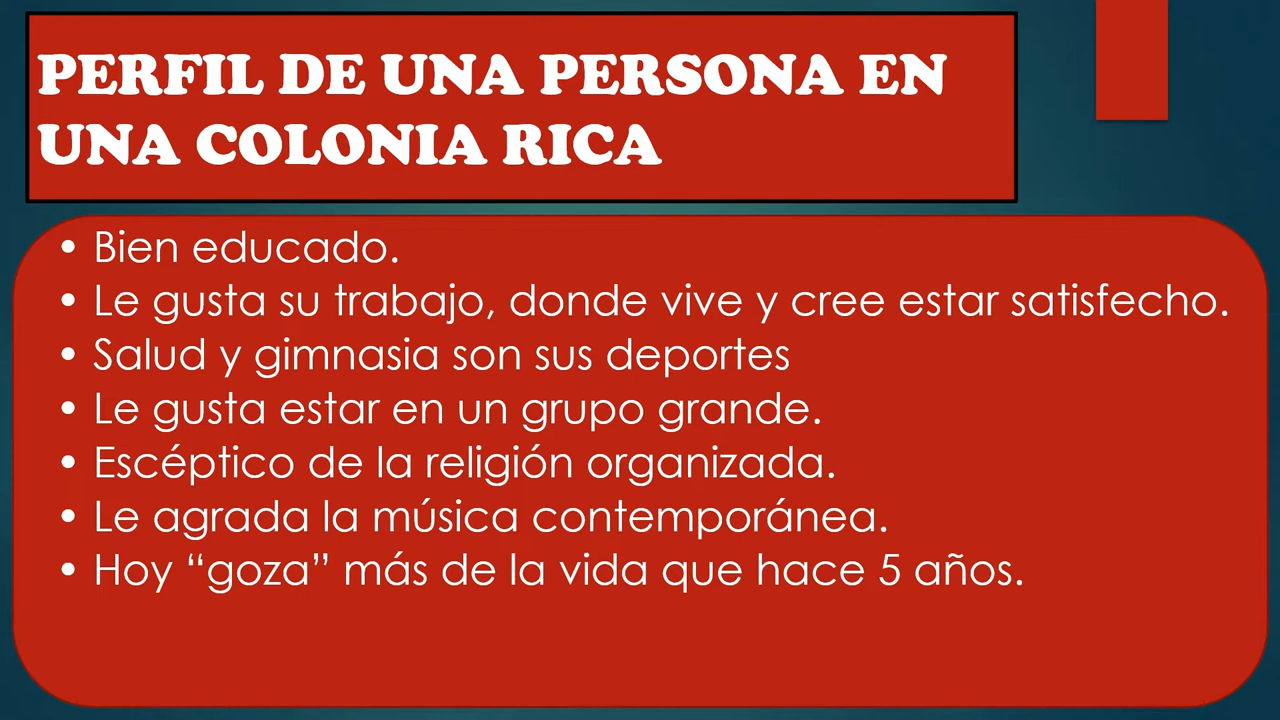 PERFIL DE UNA PERSONA EN
UNA COLONIA RICA
• Bien educado.
• Le gusta su trabajo, donde vive y cree estar satisfecho.
• Salud y gimnasia son sus deportes
• Le gusta estar en un grupo grande.
• Escéptico de la religión organizada.
• Le agrada la música contemporánea.
• Hoy “goza” más de la vida que hace 5 años.